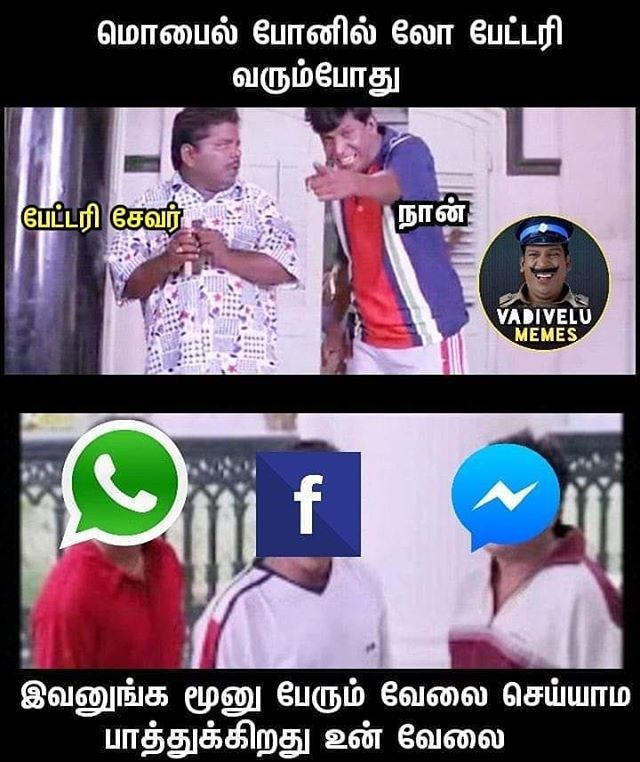 மொபைல் போனில் லோ பேட்டரி
வரும்போது
பேட்டரி சேவர்
நான்
VADIVELU
MEMES
f
இவனுங்க மூனு பேரும் வேலை செய்யாம
பாத்துக்கிறது உன் வேலை